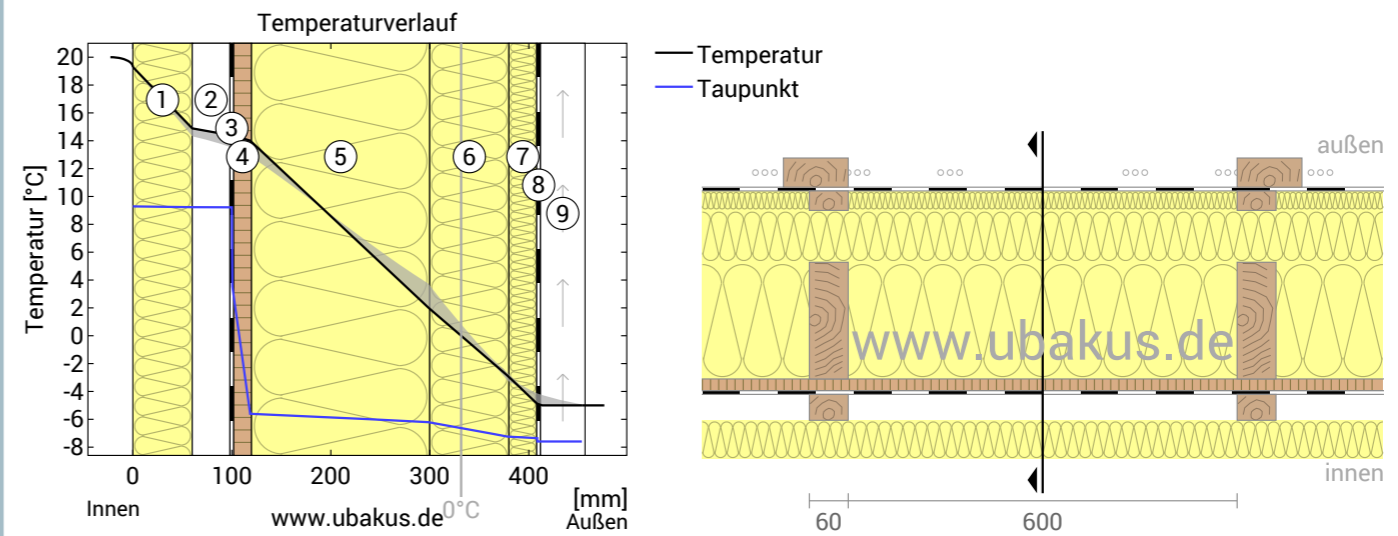 Temperaturverlauf
Temperatur [°C]
20
18
16
14
12
10
8
6
4
2
0
-2
-4
-6
-8
1
2
3
4
5
6
7
8
9
0
100
200
300
400
[mm]
Innen
www.ubakus.de
0°C
Außen
Temperatur
Taupunkt
außen
www.ubakus.de
innen
60
600